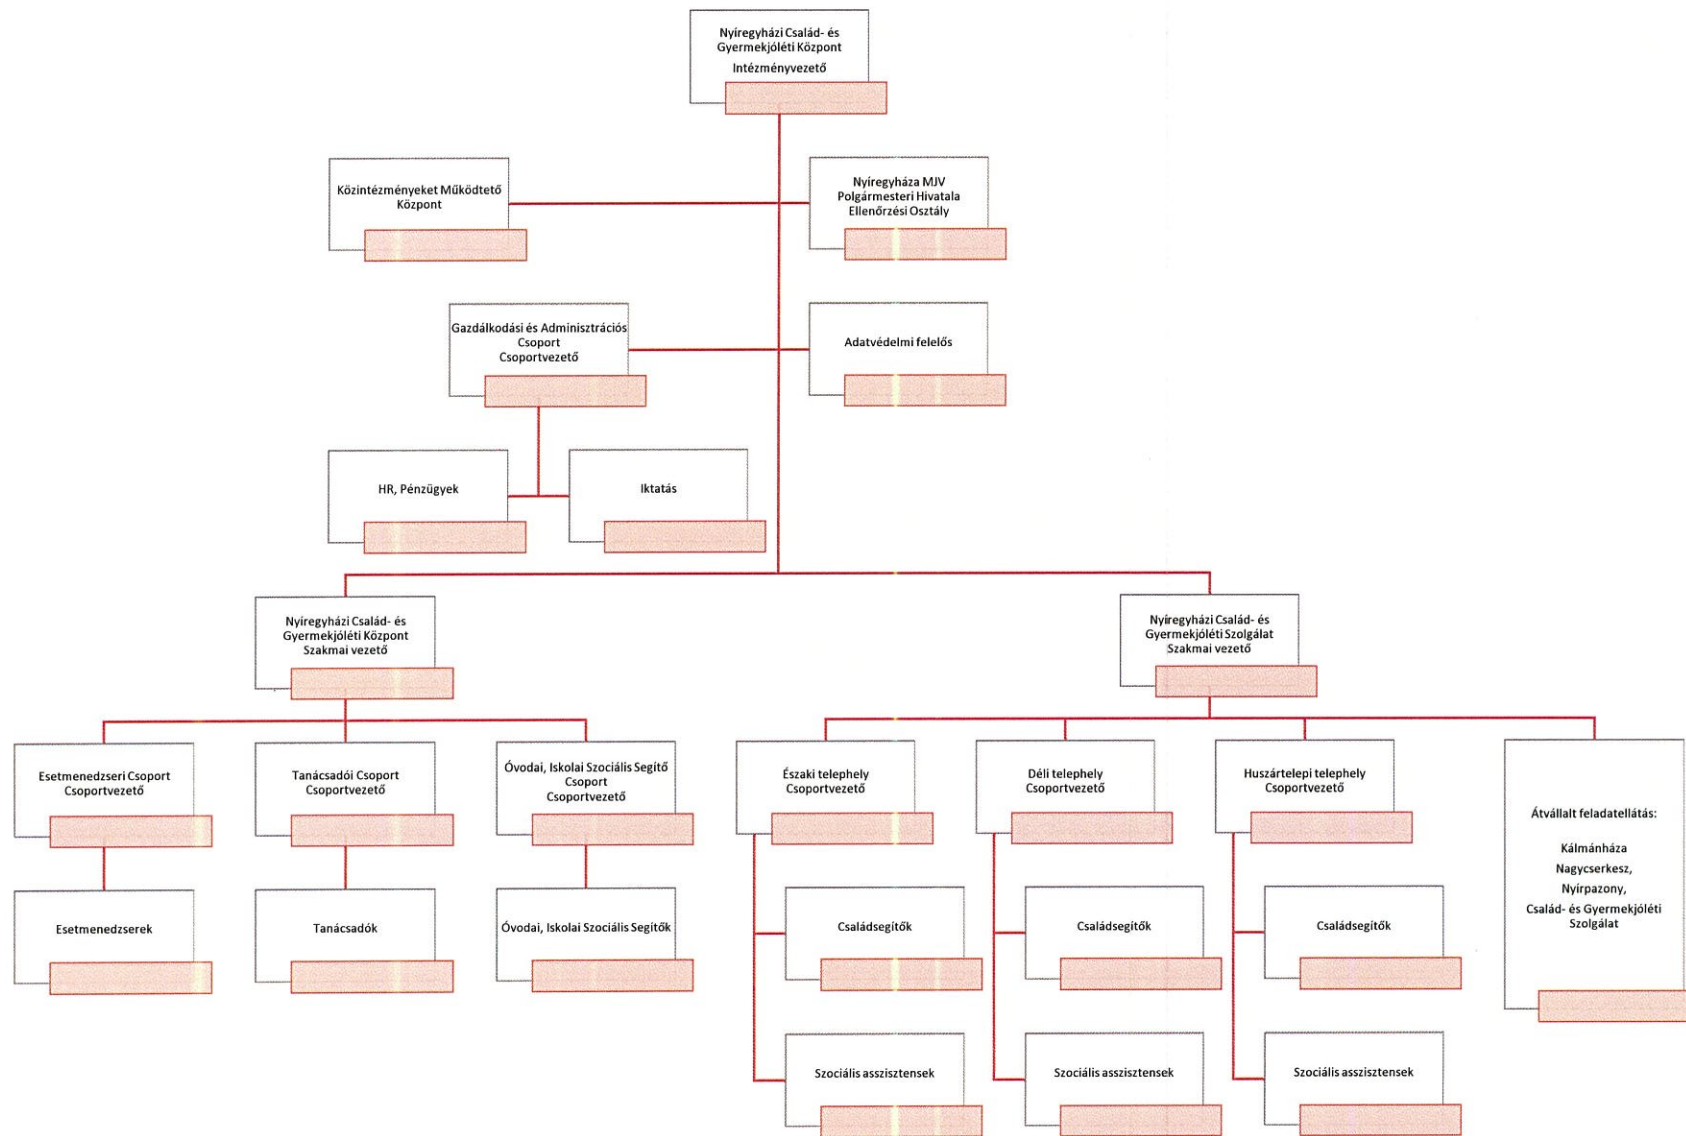 Nyíregyházi Család- és
Gyermekjóléti Központ
Intézményvezető
Közintézményeket Működtető
Központ
Nyíregyháza MJV
Polgármesteri Hivatala
Ellenőrzési Osztály
Gazdálkodási és Adminisztrációs
Csoport
Csoportvezető
Adatvédelmi felelős
HR, Pénzügyek
Iktatás
Nyíregyházi Család- és
Gyermekjóléti Központ
Szakmai vezető
Nyíregyházi Család- és
Gyermekjóléti Szolgálat
Szakmai vezető
Esetmenedzseri Csoport
Csoportvezető
Tanácsadói Csoport
Csoportvezető
Óvodai, Iskolai Szociális Segítő
Csoport
Csoportvezető
Északi telephely
Csoportvezető
Déli telephely
Csoportvezető
Huszártelepi telephely
Csoportvezető
Átvállalt feladatellátás:
Kálmánháza
Nagycserkesz,
Nyírpazony,
Család- és Gyermekjóléti
Szolgálat
Esetmenedzserek
Tanácsadók
Óvodai, Iskolai Szociális Segítők
Családsegítők
Családsegítők
Családsegítők
Szociális asszisztensek
Szociális asszisztensek
Szociális asszisztensek